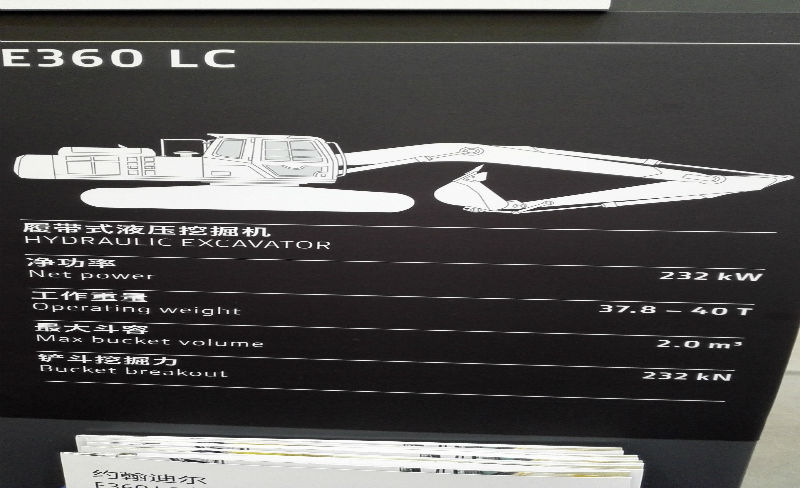 E360 LC
履带式液压挖掘机
HYDRAULIC EXCAVATOR
净功率
Net power
232 kW
工作重量
Operating weight
37.8 – 40 T
最大斗容
Max bucket volume
2.0 m³
铲斗挖掘力
Bucket breakout
232 kN
约翰迪尔
E360 LC